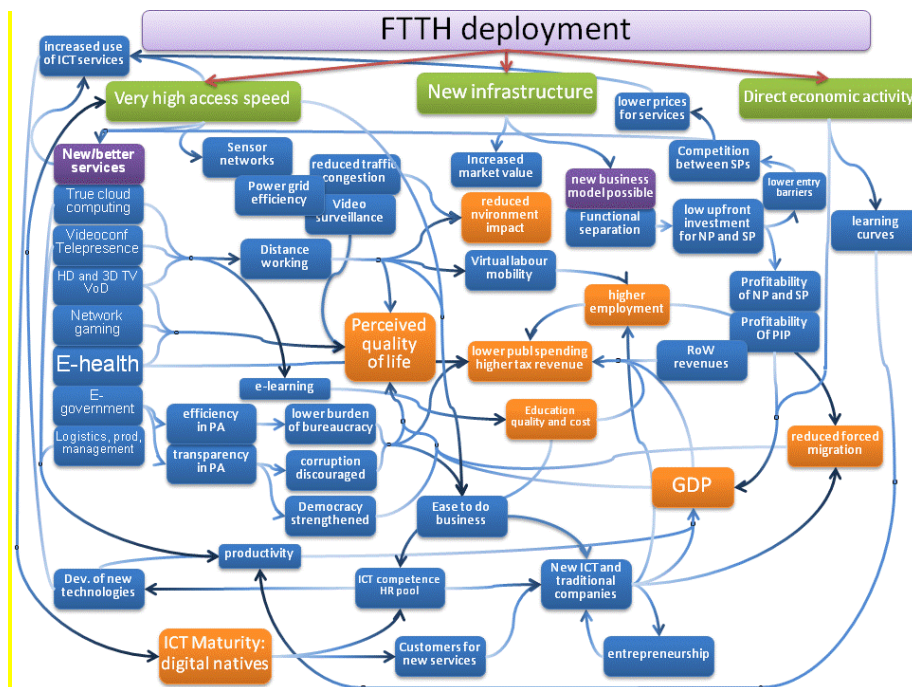 FTTH deployment
increased use
of ICT services
Very high access speed
New infrastructure
Direct economic activity
lower prices
for services
New/better
services
Sensor
networks
reduced traffic
congestion
Power grid
efficiency
Video
surveillance
Increased
market value
new business
model possible
Competition
between SPs
lower entry
barriers
True cloud
computing
reduced
nvironment
impact
Functional
separation
low upfront
investment
for NP and SP
learning
curves
Videoconf
Telepresence
Distance
working
Virtual labour
mobility
HD and 3D TV
VoD
Profitability
of NP and SP
higher
employment
Network
gaming
Perceived
quality
of life
Profitability
Of PIP
E-health
lower publ spending
higher tax revenue
RoW
revenues
e-learning
E-
government
efficiency
in PA
lower burden
of bureaucracy
Education
quality and cost
Logistics, prod,
management
transparency
in PA
corruption
discouraged
reduced forced
migration
GDP
Democracy
strengthened
Ease to do
business
productivity
Dev. of new
technologies
ICT competence
HR pool
New ICT and
traditional
companies
ICT Maturity:
digital natives
Customers for
new services
entrepreneurship